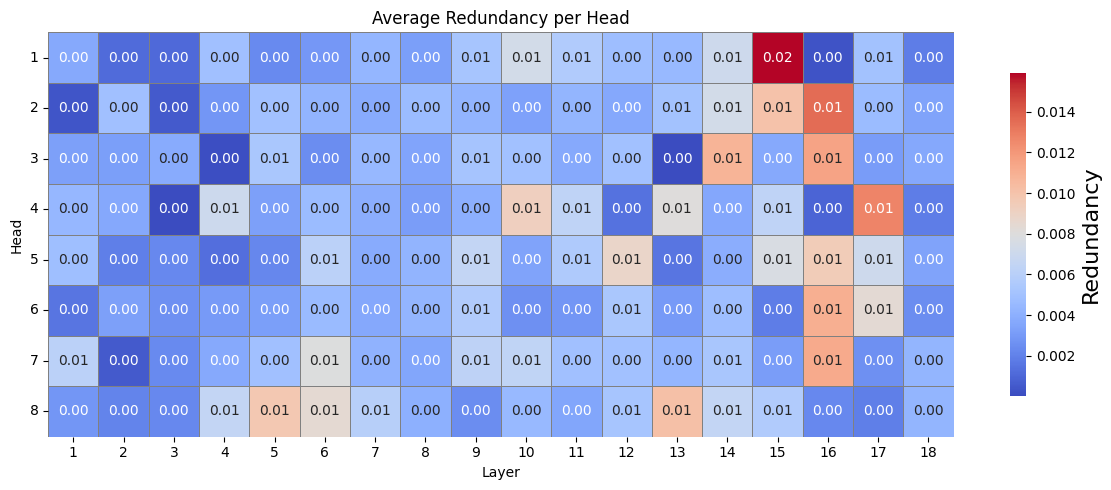 Average Redundancy per Head
1 0.00 0.00 0.00 0.00 0.00 0.00 0.00 0.00 0.01 0.01 0.01 0.00 0.00 0.01 0.02 0.00 0.01 0.00
2 0.00 0.00 0.00 0.00 0.00 0.00 0.00 0.00 0.00 0.00 0.00 0.00 0.01 0.01 0.01 0.01 0.00 0.00
3 0.00 0.00 0.00 0.00 0.01 0.00 0.00 0.00 0.01 0.00 0.00 0.00 0.00 0.01 0.00 0.01 0.00 0.00
4 0.00 0.00 0.00 0.01 0.00 0.00 0.00 0.00 0.00 0.01 0.01 0.00 0.01 0.00 0.01 0.00 0.01 0.00
5 0.00 0.00 0.00 0.00 0.00 0.01 0.00 0.00 0.01 0.00 0.01 0.01 0.00 0.00 0.01 0.01 0.01 0.00
6 0.00 0.00 0.00 0.00 0.00 0.00 0.00 0.00 0.01 0.00 0.00 0.01 0.00 0.00 0.00 0.01 0.01 0.00
7 0.01 0.00 0.00 0.00 0.00 0.01 0.00 0.00 0.01 0.01 0.00 0.00 0.00 0.01 0.00 0.01 0.00 0.00
8 0.00 0.00 0.00 0.01 0.01 0.01 0.01 0.00 0.00 0.00 0.00 0.01 0.01 0.01 0.01 0.00 0.00 0.00
Head
1 2 3 4 5 6 7 8 9 10 11 12 13 14 15 16 17 18
Layer
0.014
0.012
0.010
0.008
0.006
0.004
0.002
Redundancy